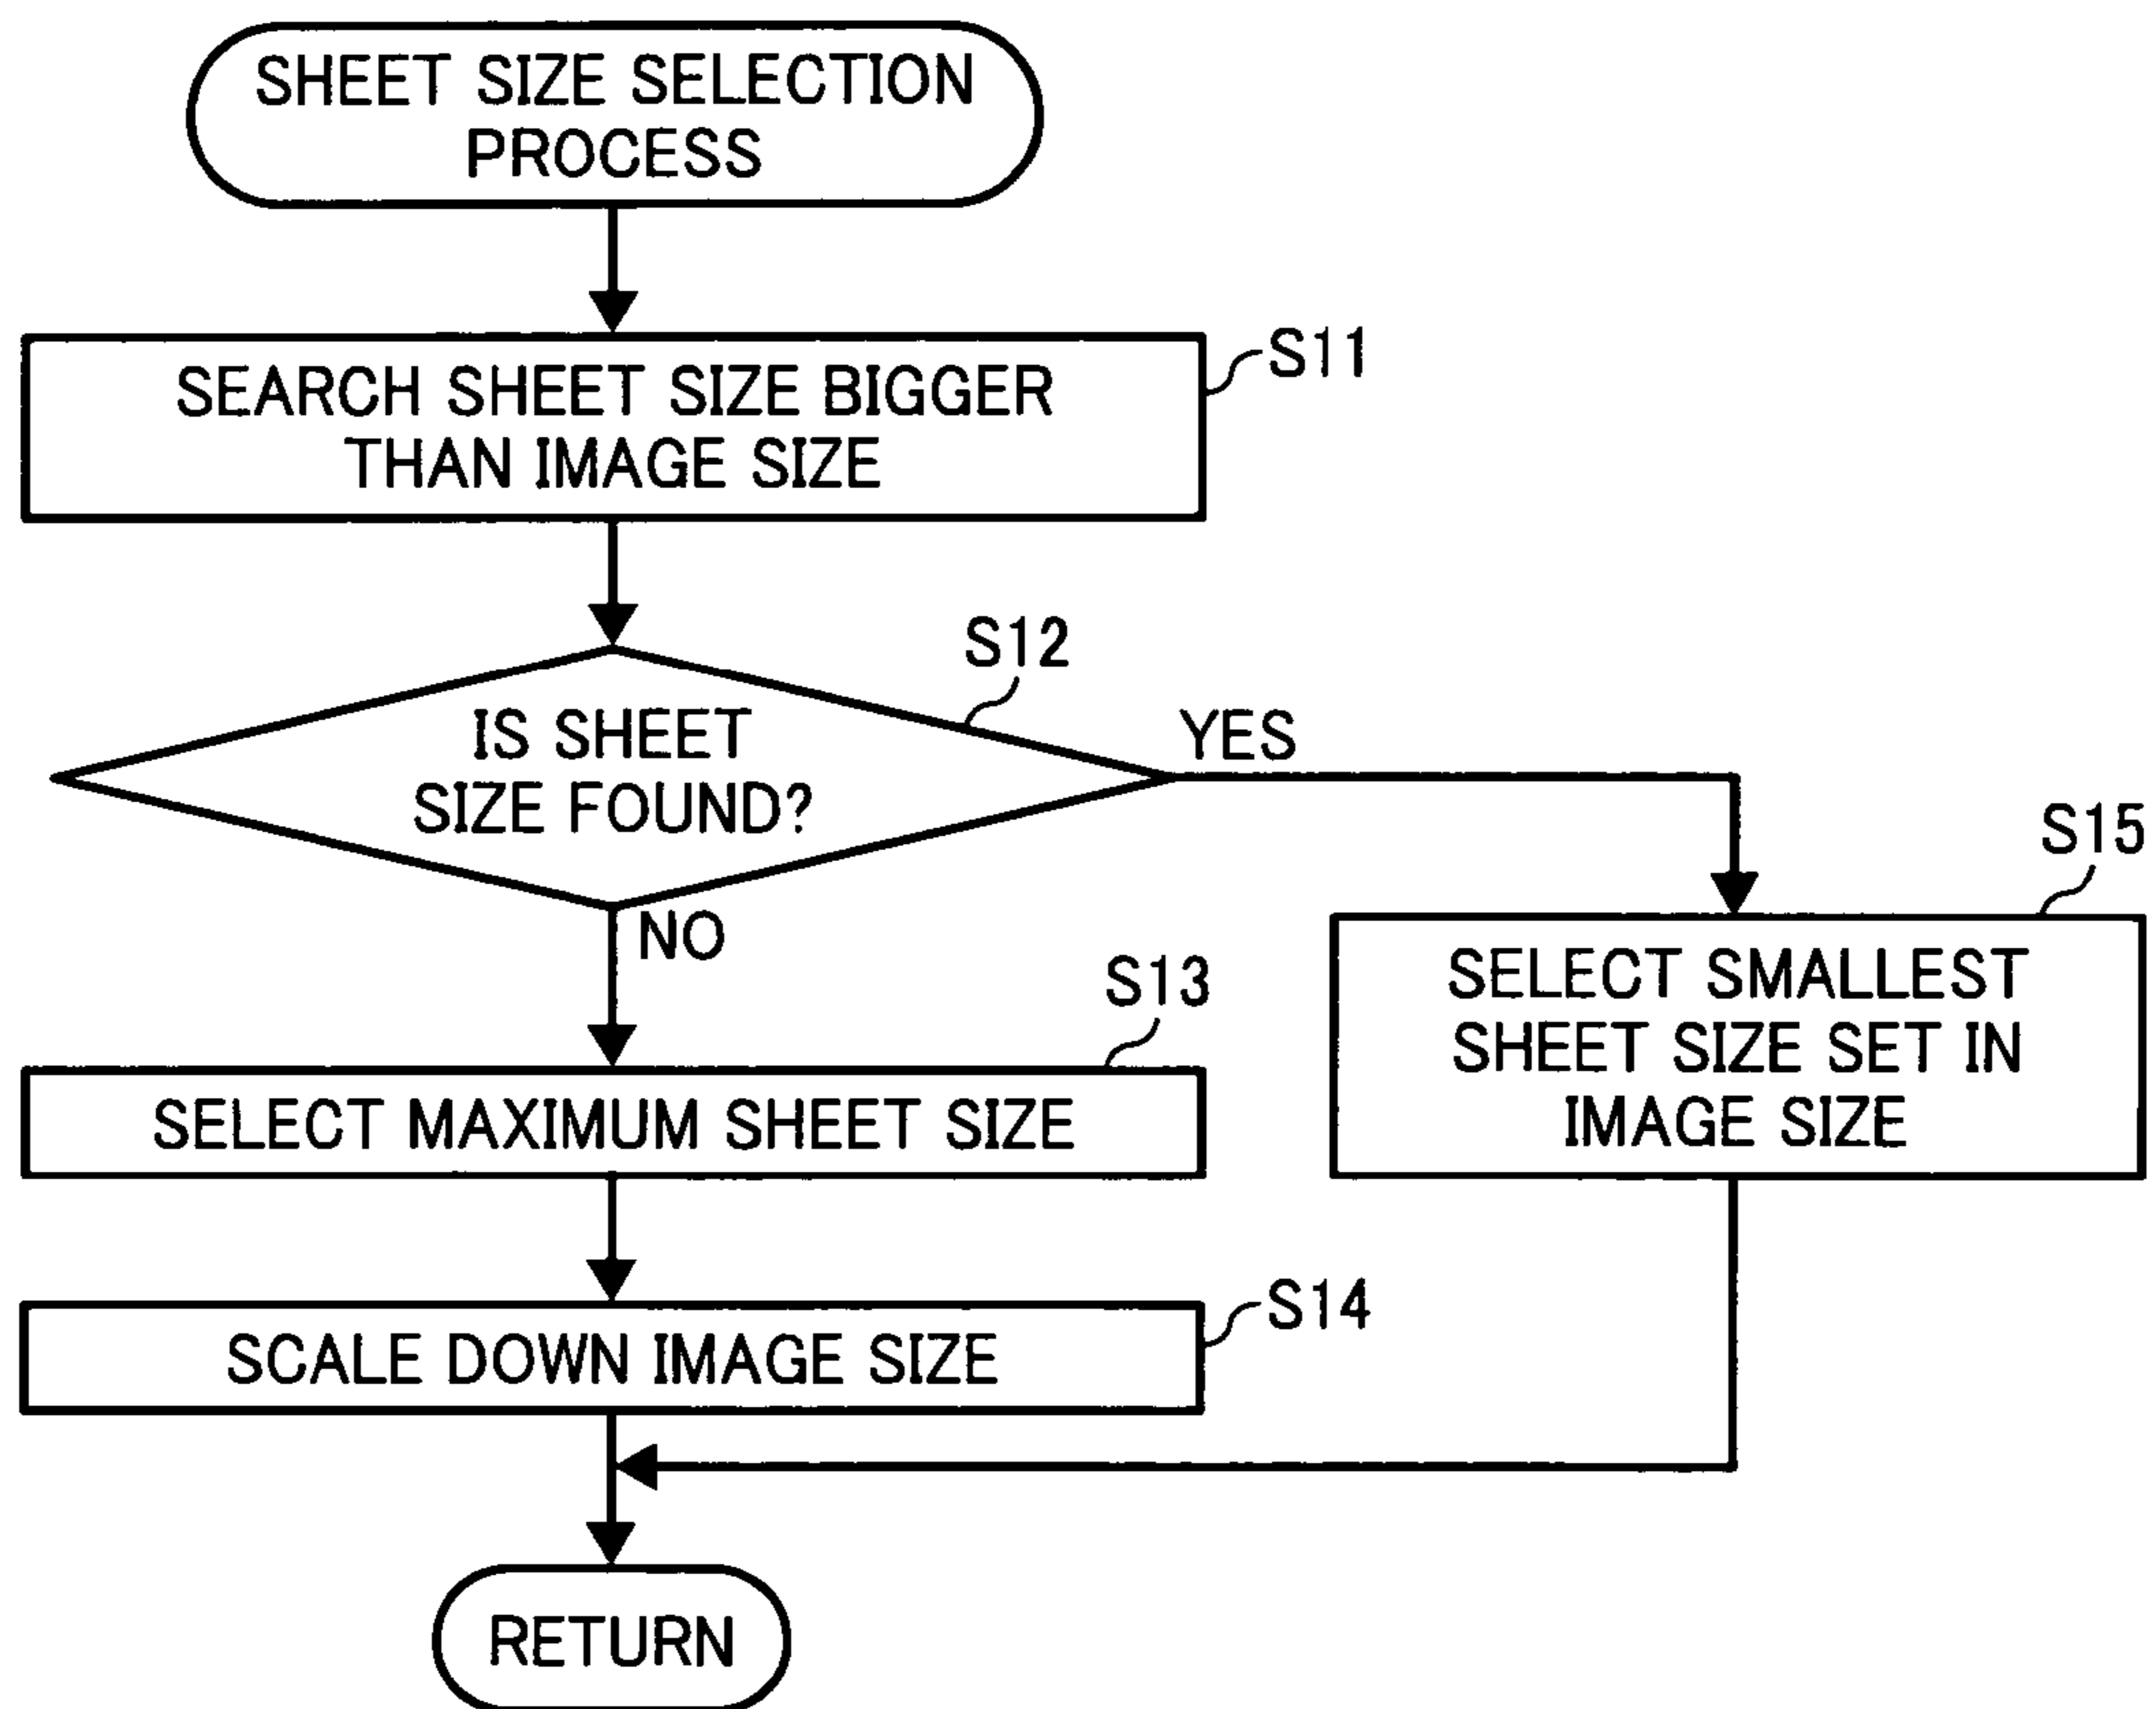 SHEET SIZE SELECTION
PROCESS
S11
SEARCH SHEET SIZE BIGGER
THAN IMAGE SIZE
S12
IS SHEET
SIZE FOUND?
YES
NO
S15
SELECT SMALLEST
SHEET SIZE SET IN
IMAGE SIZE
S13
SELECT MAXIMUM SHEET SIZE
S14
SCALE DOWN IMAGE SIZE
RETURN